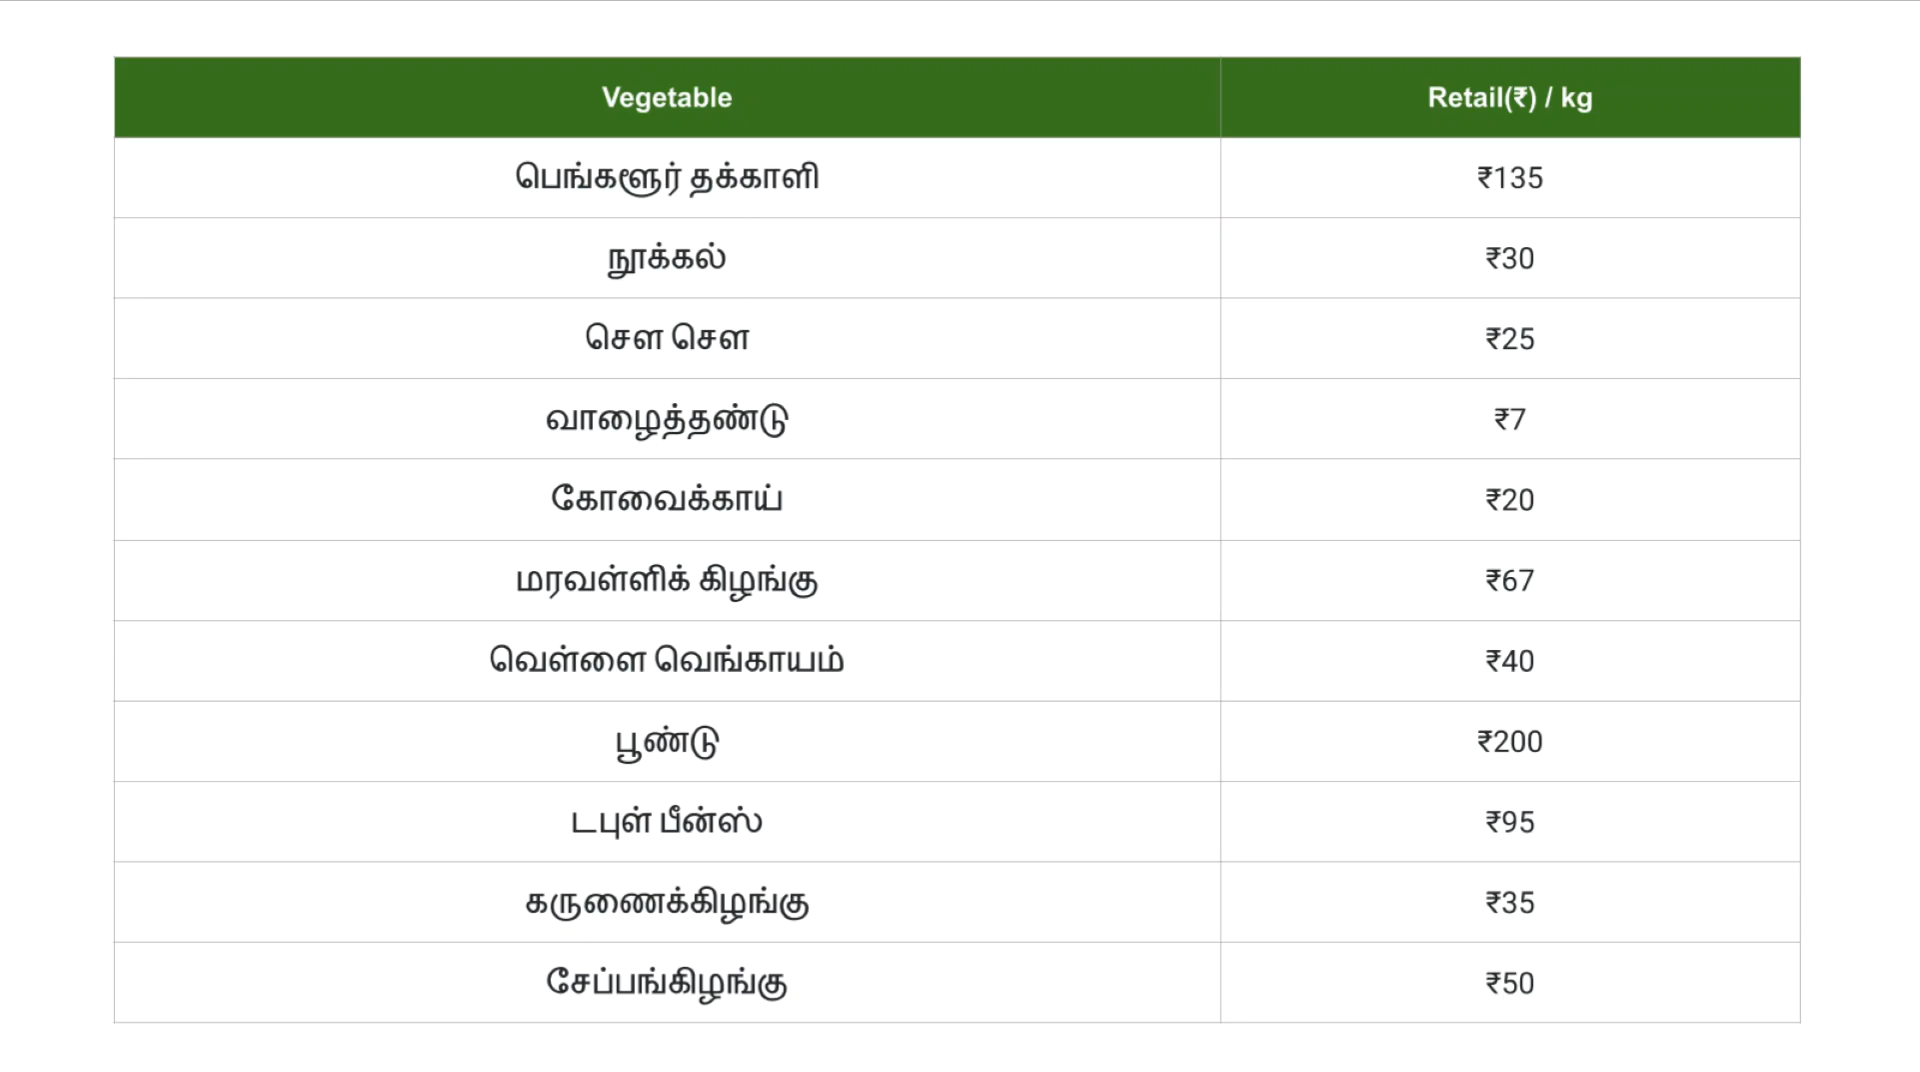 Vegetable Retail(₹) / kg
பெங்களூர் தக்காளி ₹135
நூக்கல் ₹30
சௌ சௌ ₹25
வாழைத்தண்டு ₹7
கோவைக்காய் ₹20
மரவள்ளிக் கிழங்கு ₹67
வெள்ளை வெங்காயம் ₹40
பூண்டு ₹200
டபுள் பீன்ஸ் ₹95
கருணைக்கிழங்கு ₹35
சேப்பங்கிழங்கு ₹50